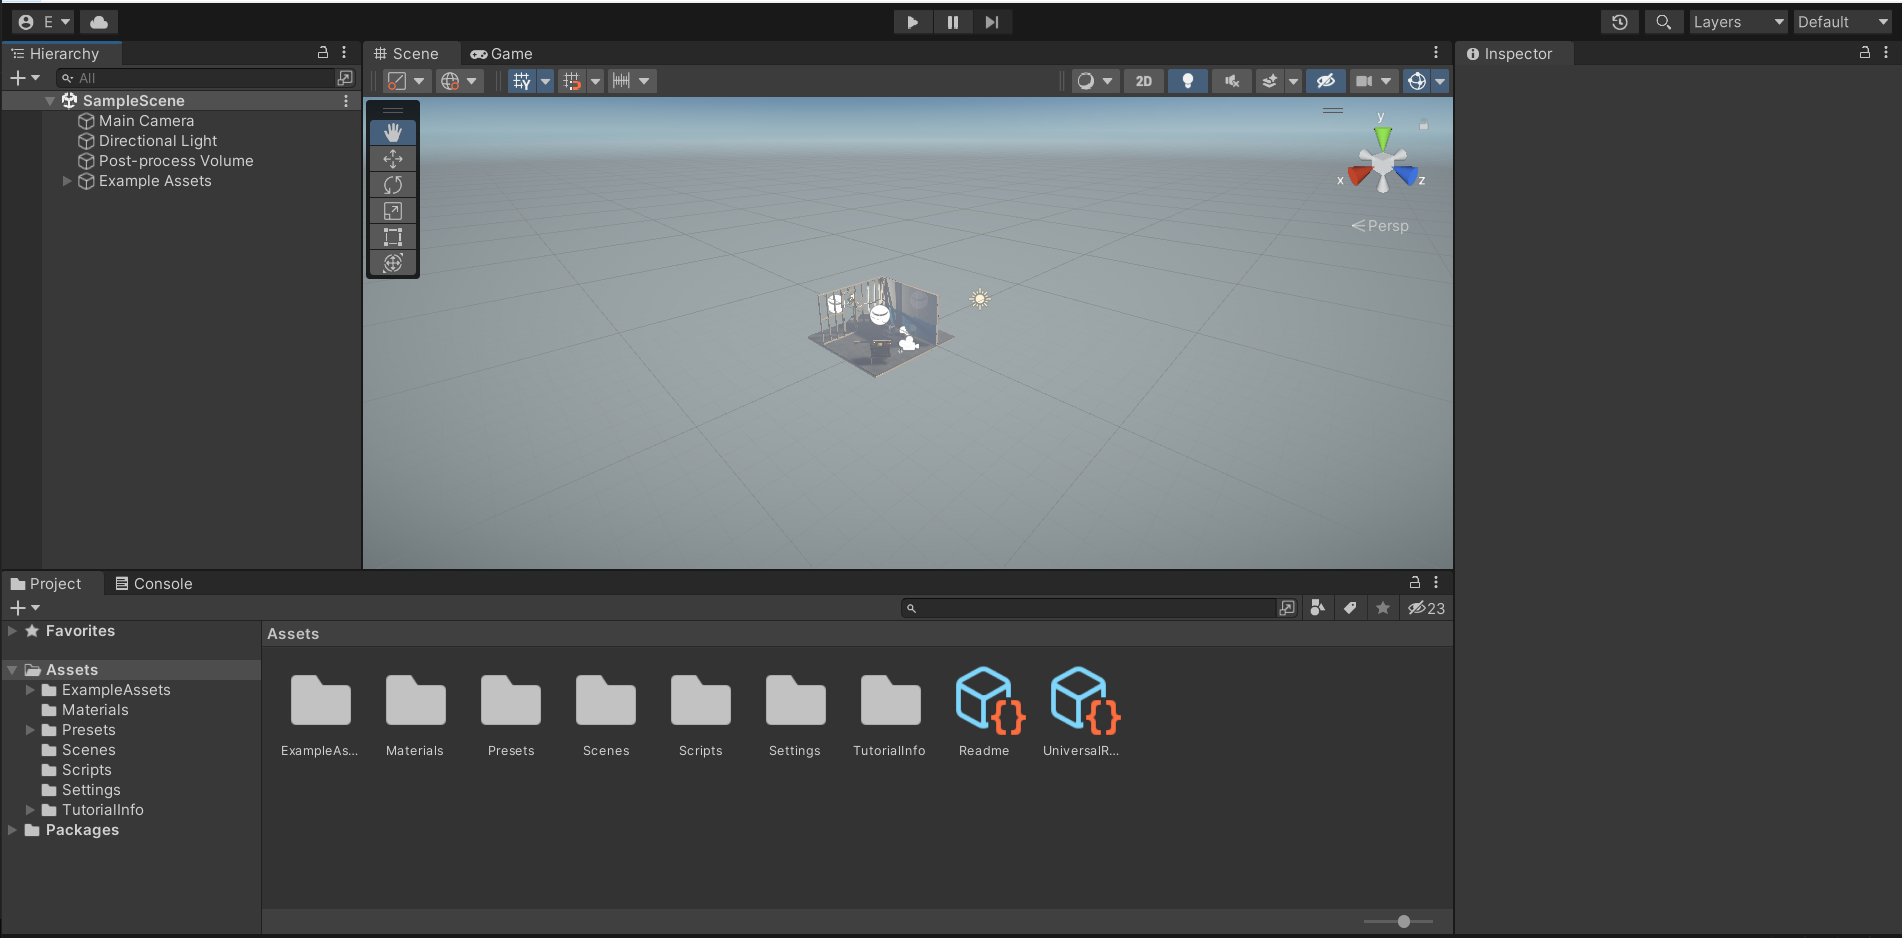 E
Layers
Default
Hierarchy
All
SampleScene
Main Camera
Directional Light
Post-process Volume
Example Assets
Scene
Game
2D
y
x
z
Persp
Inspector
Project
Console
23
Favorites
Assets
ExampleAssets
Materials
Presets
Scenes
Scripts
Settings
TutorialInfo
Packages
Assets
ExampleAs...
Materials
Presets
Scenes
Scripts
Settings
TutorialInfo
Readme
UniversalR...